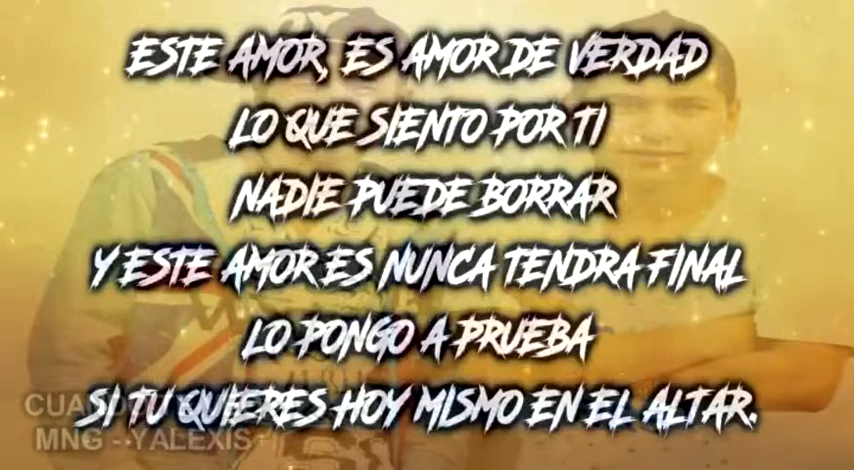 ESTE AMOR, ES AMOR DE VERDAD
LO QUE SIENTO POR TI
NADIE PUEDE BORRAR
Y ESTE AMOR ES NUNCA TENDRA FINAL
LO PONGO A PRUEBA
SI TU QUIERES HOY MISMO EN EL ALTAR.
MNG - YALEXIS